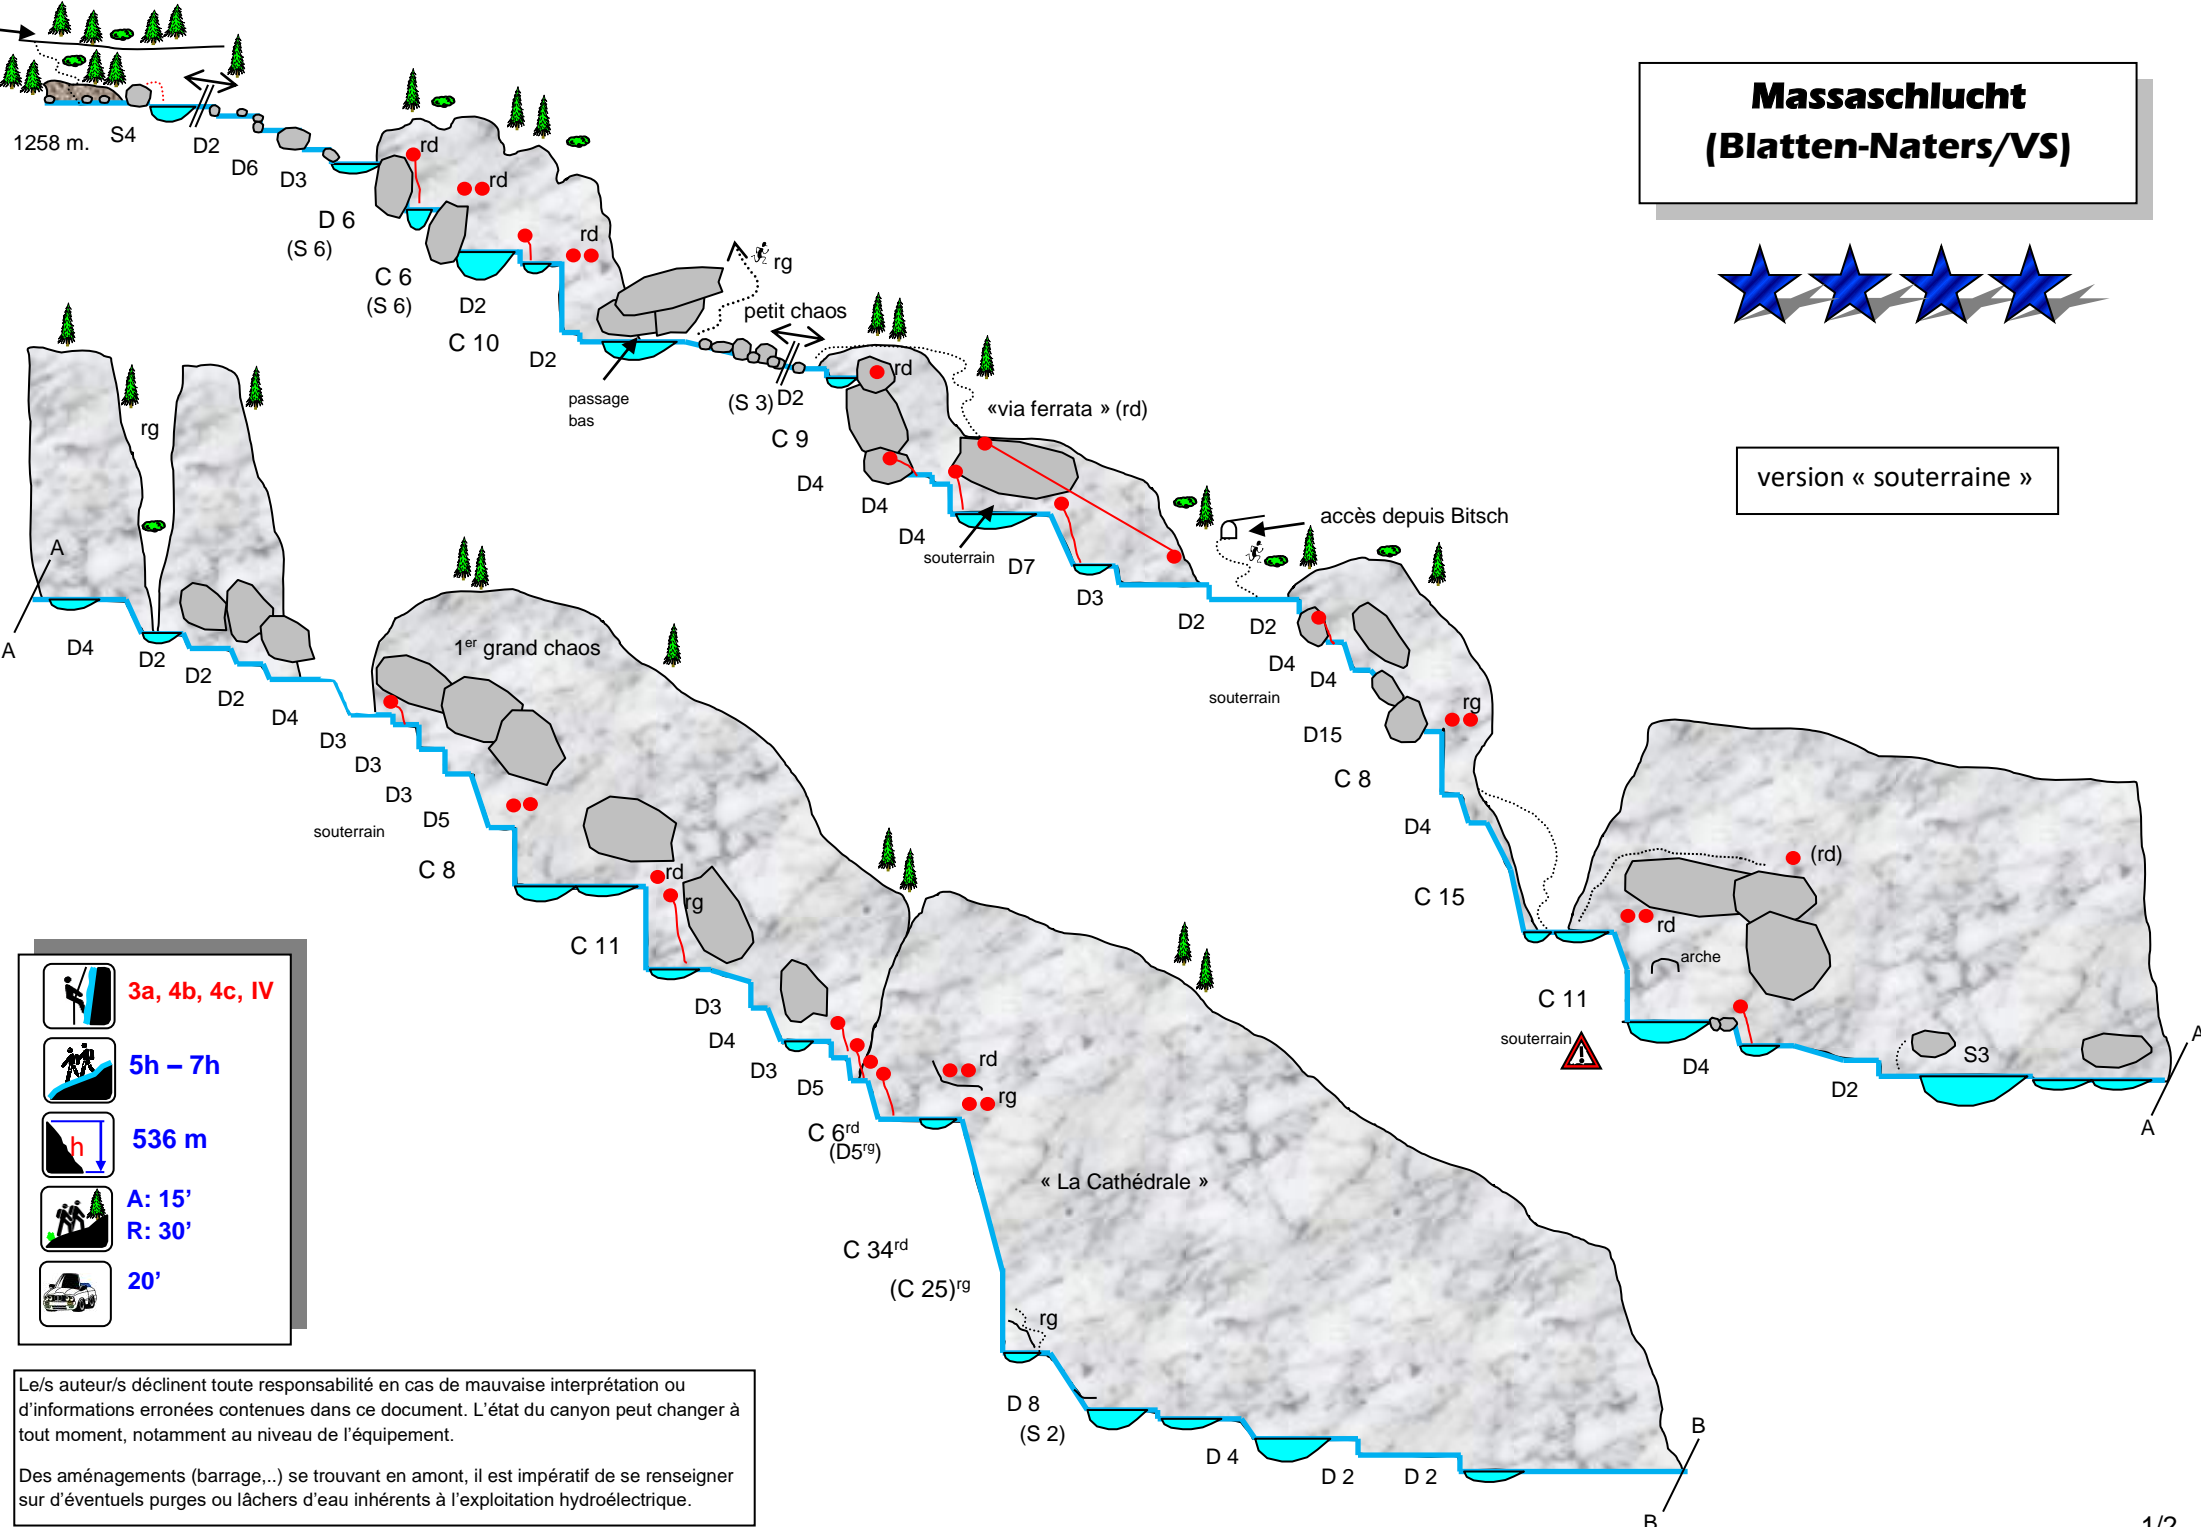 Massaschlucht
(Blatten-Naters/VS)
version « souterraine »
1258 m.
S4
D2
D6
D3
rd
D 6
(S 6)
rd
C 6
(S 6)
D2
rd
C 10
D2
rg
petit chaos
passage
bas
(S 3)
D2
rd
C 9
«via ferrata » (rd)
D4
D4
D4
souterrain
D7
D3
D2
accès depuis Bitsch
D2
D4
D4
souterrain
D15
rg
C 8
D4
C 15
(rd)
rd
arche
C 11
souterrain
D4
D2
S3
A
A
rg
A
A
D4
D2
D2
D2
D4
1er grand chaos
D3
D3
D3
D5
souterrain
C 8
rd
rg
C 11
D3
D4
D3
D5
rd
rg
C 6rd
(D5rg)
« La Cathédrale »
C 34rd
(C 25)rg
rg
D 8
(S 2)
D 4
D 2
D 2
B
B
3a, 4b, 4c, IV
5h – 7h
h
536 m
A: 15’
R: 30’
20’
Le/s auteur/s déclinent toute responsabilité en cas de mauvaise interprétation ou
d’informations erronées contenues dans ce document. L’état du canyon peut changer à
tout moment, notamment au niveau de l’équipement.
Des aménagements (barrage,..) se trouvant en amont, il est impératif de se renseigner
sur d’éventuels purges ou lâchers d’eau inhérents à l’exploitation hydroélectrique.
1/2